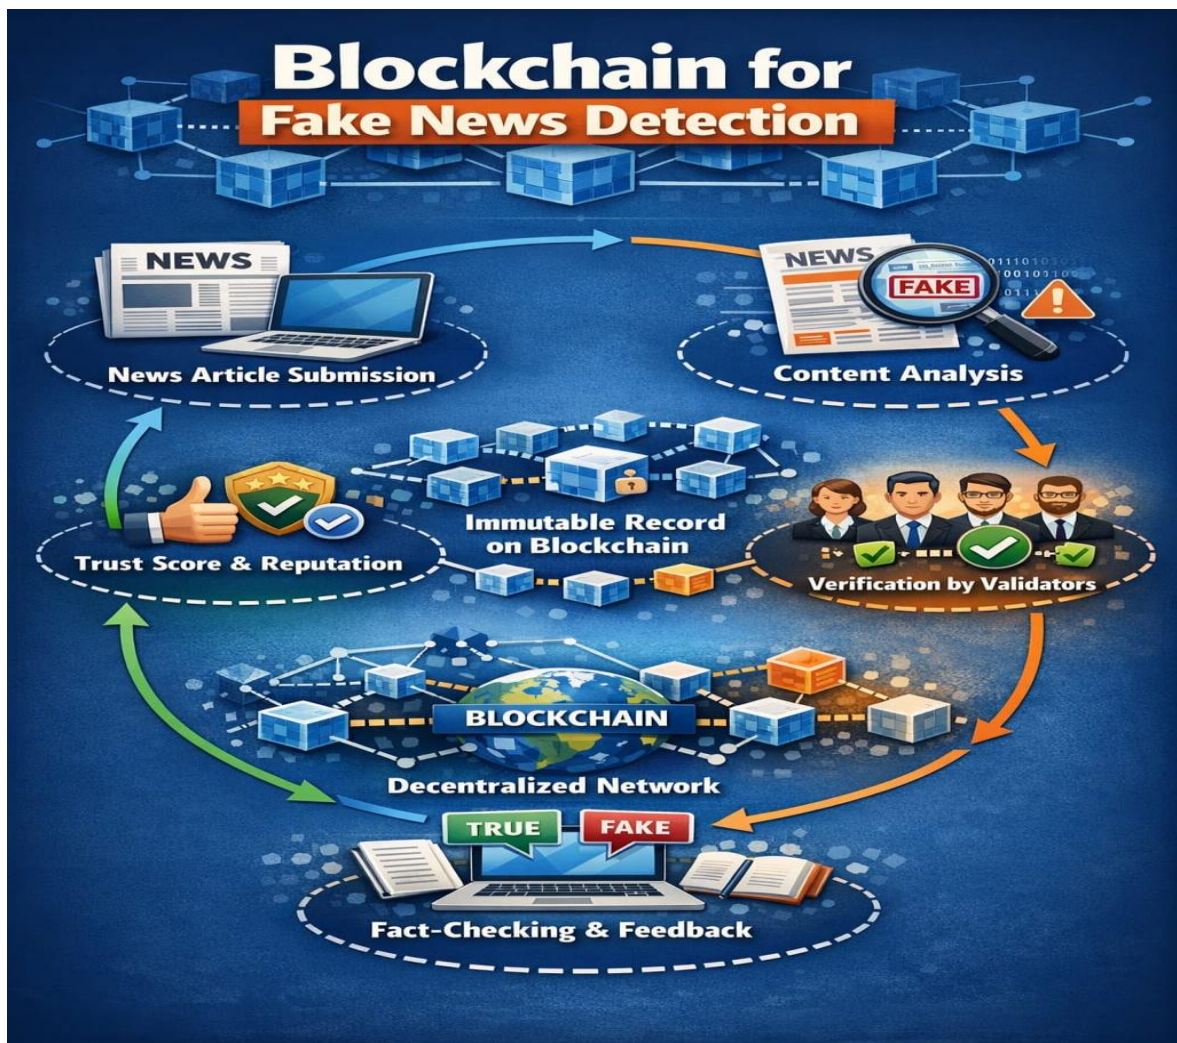 Blockchain for
Fake News Detection
NEWS
News Article Submission
NEWS
FAKE
Content Analysis
Immutable Record
on Blockchain
Trust Score & Reputation
Verification by Validators
BLOCKCHAIN
Decentralized Network
TRUE
FAKE
Fact-Checking & Feedback